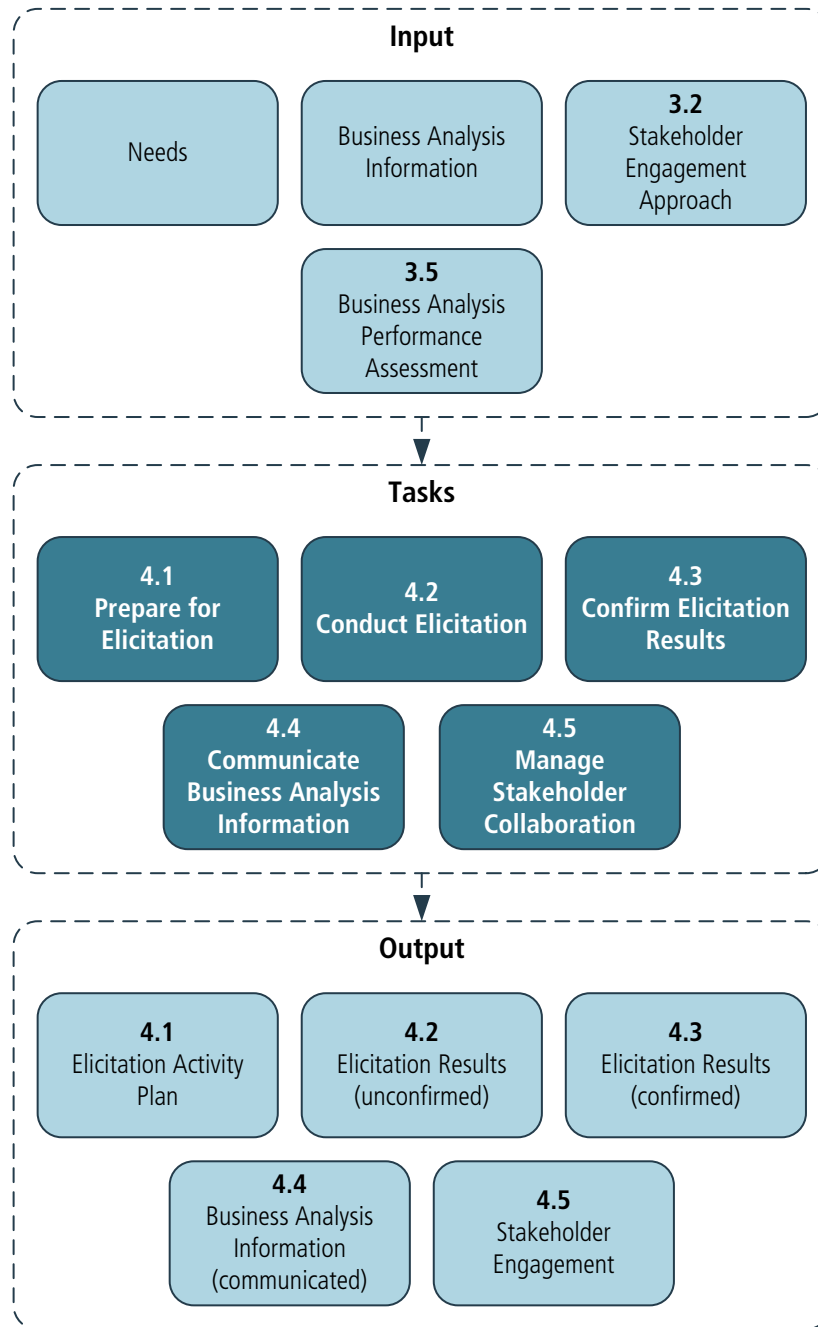 Input
Needs
Business Analysis
Information
3.2
Stakeholder
Engagement
Approach
3.5
Business Analysis
Performance
Assessment
Tasks
4.1
Prepare for
Elicitation
4.2
Conduct Elicitation
4.3
Confirm Elicitation
Results
4.4
Communicate
Business Analysis
Information
4.5
Manage
Stakeholder
Collaboration
Output
4.1
Elicitation Activity
Plan
4.2
Elicitation Results
(unconfirmed)
4.3
Elicitation Results
(confirmed)
4.4
Business Analysis
Information
(communicated)
4.5
Stakeholder
Engagement